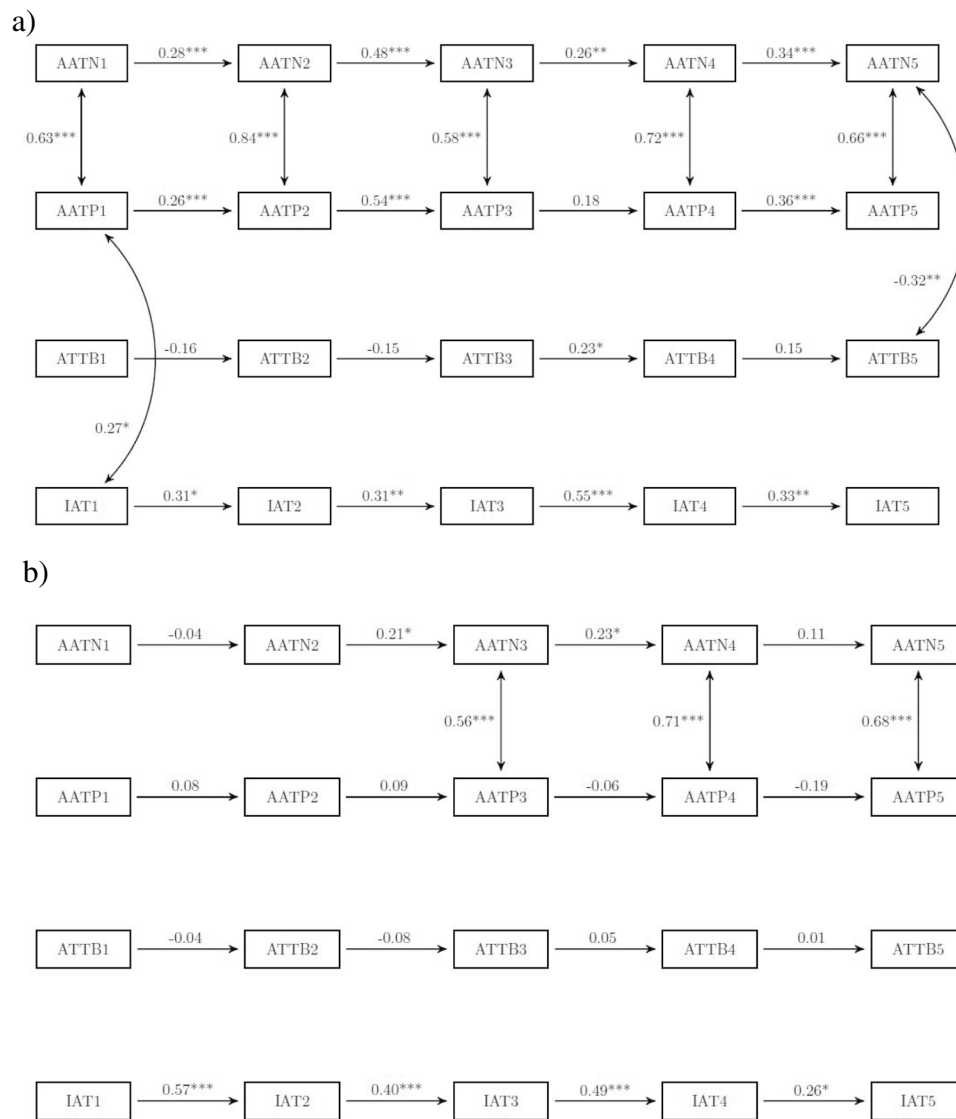 a)
0.28*** 0.48*** 0.26** 0.34***
AATN1 AATN2 AATN3 AATN4 AATN5
0.63*** 0.84*** 0.58*** 0.72*** 0.66***
0.26*** 0.54*** 0.18 0.36***
AATP1 AATP2 AATP3 AATP4 AATP5
-0.32**
ATTB1 -0.16 ATTB2 -0.15 ATTB3 0.23* ATTB4 0.15 ATTB5
0.27*
0.31* 0.31** 0.55*** 0.33**
IAT1 IAT2 IAT3 IAT4 IAT5
b)
-0.04 0.21* 0.23* 0.11
AATN1 AATN2 AATN3 AATN4 AATN5
0.56*** 0.71*** 0.68***
0.08 0.09 -0.06 -0.19
AATP1 AATP2 AATP3 AATP4 AATP5
-0.04 -0.08 0.05 0.01
ATTB1 ATTB2 ATTB3 ATTB4 ATTB5
0.57*** 0.40*** 0.49*** 0.26*
IAT1 IAT2 IAT3 IAT4 IAT5